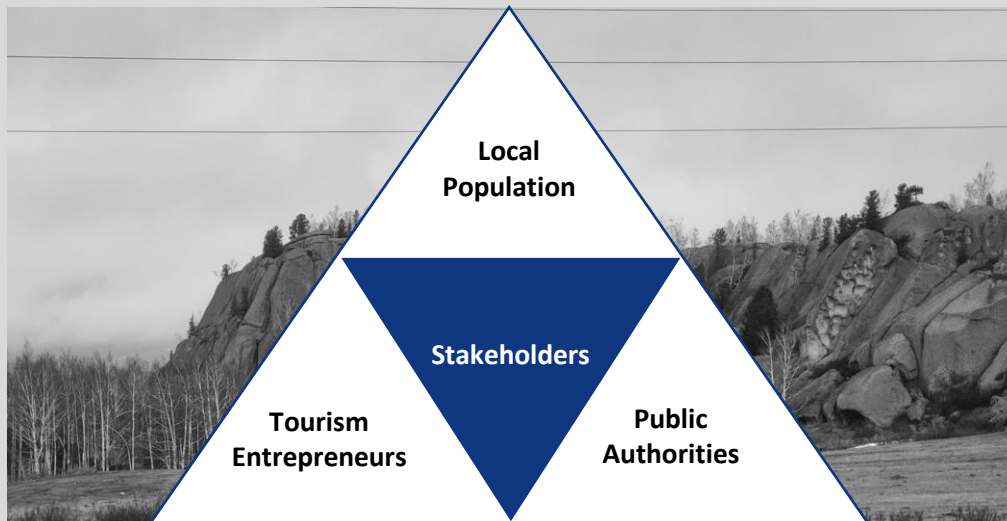 Local
Population
Stakeholders
Tourism
Entrepreneurs
Public
Authorities